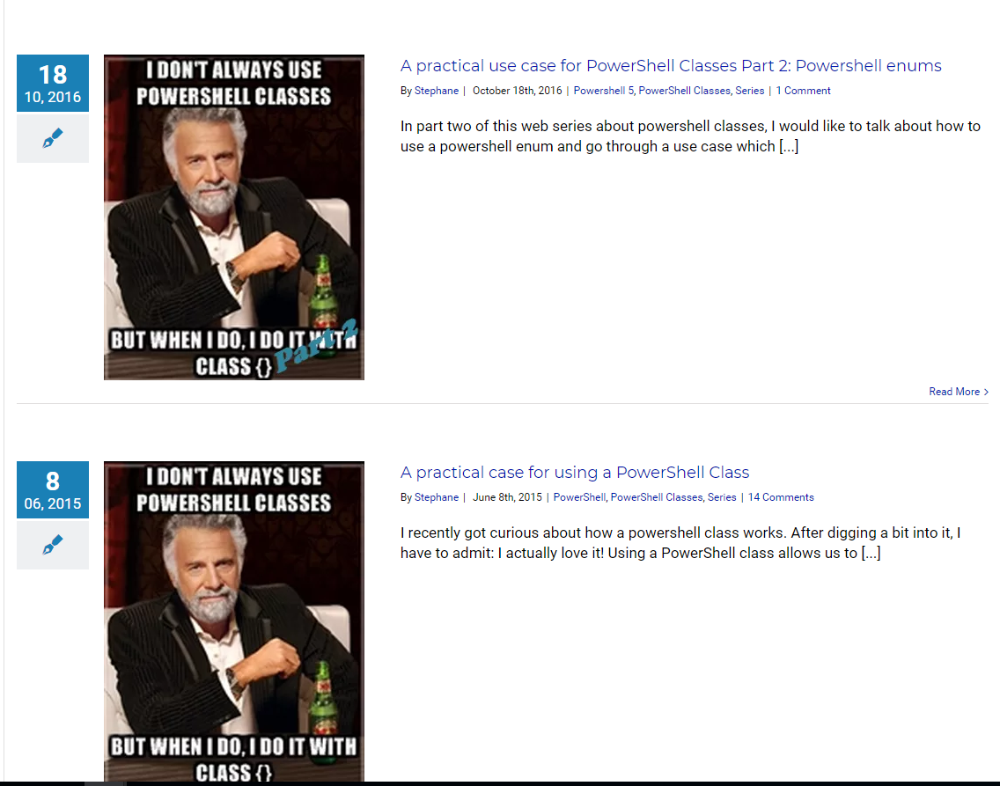 18
10, 2016
I DON'T ALWAYS USE
POWERSHELL CLASSES
BUT WHEN I DO, I DO IT WITH
CLASS {}
Part 2
A practical use case for PowerShell Classes Part 2: Powershell enums
By Stephane | October 18th, 2016 | Powershell 5, PowerShell Classes, Series | 1 Comment
In part two of this web series about powershell classes, I would like to talk about how to
use a powershell enum and go through a use case which [...]
Read More >
8
06, 2015
I DON'T ALWAYS USE
POWERSHELL CLASSES
BUT WHEN I DO, I DO IT WITH
CLASS {}
A practical case for using a PowerShell Class
By Stephane | June 8th, 2015 | PowerShell, PowerShell Classes, Series | 14 Comments
I recently got curious about how a powershell class works. After digging a bit into it, I
have to admit: I actually love it! Using a PowerShell class allows us to [...]